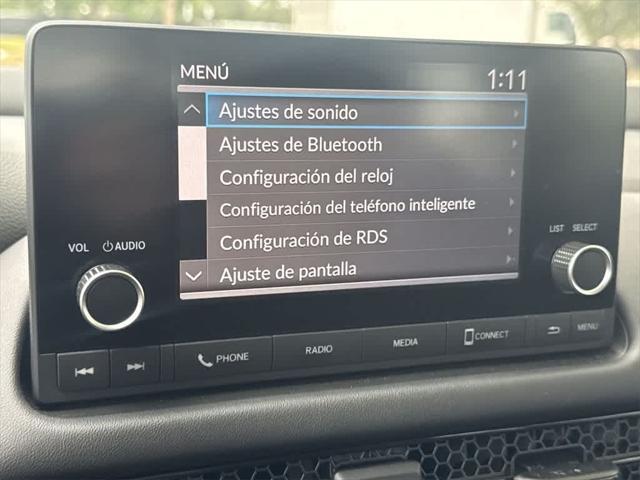 MENÚ
1:11
Ajustes de sonido
Ajustes de Bluetooth
Configuración del reloj
Configuración del teléfono inteligente
Configuración de RDS
Ajuste de pantalla
VOL AUDIO
LIST SELECT
PHONE
RADIO
MEDIA
CONNECT
MENU